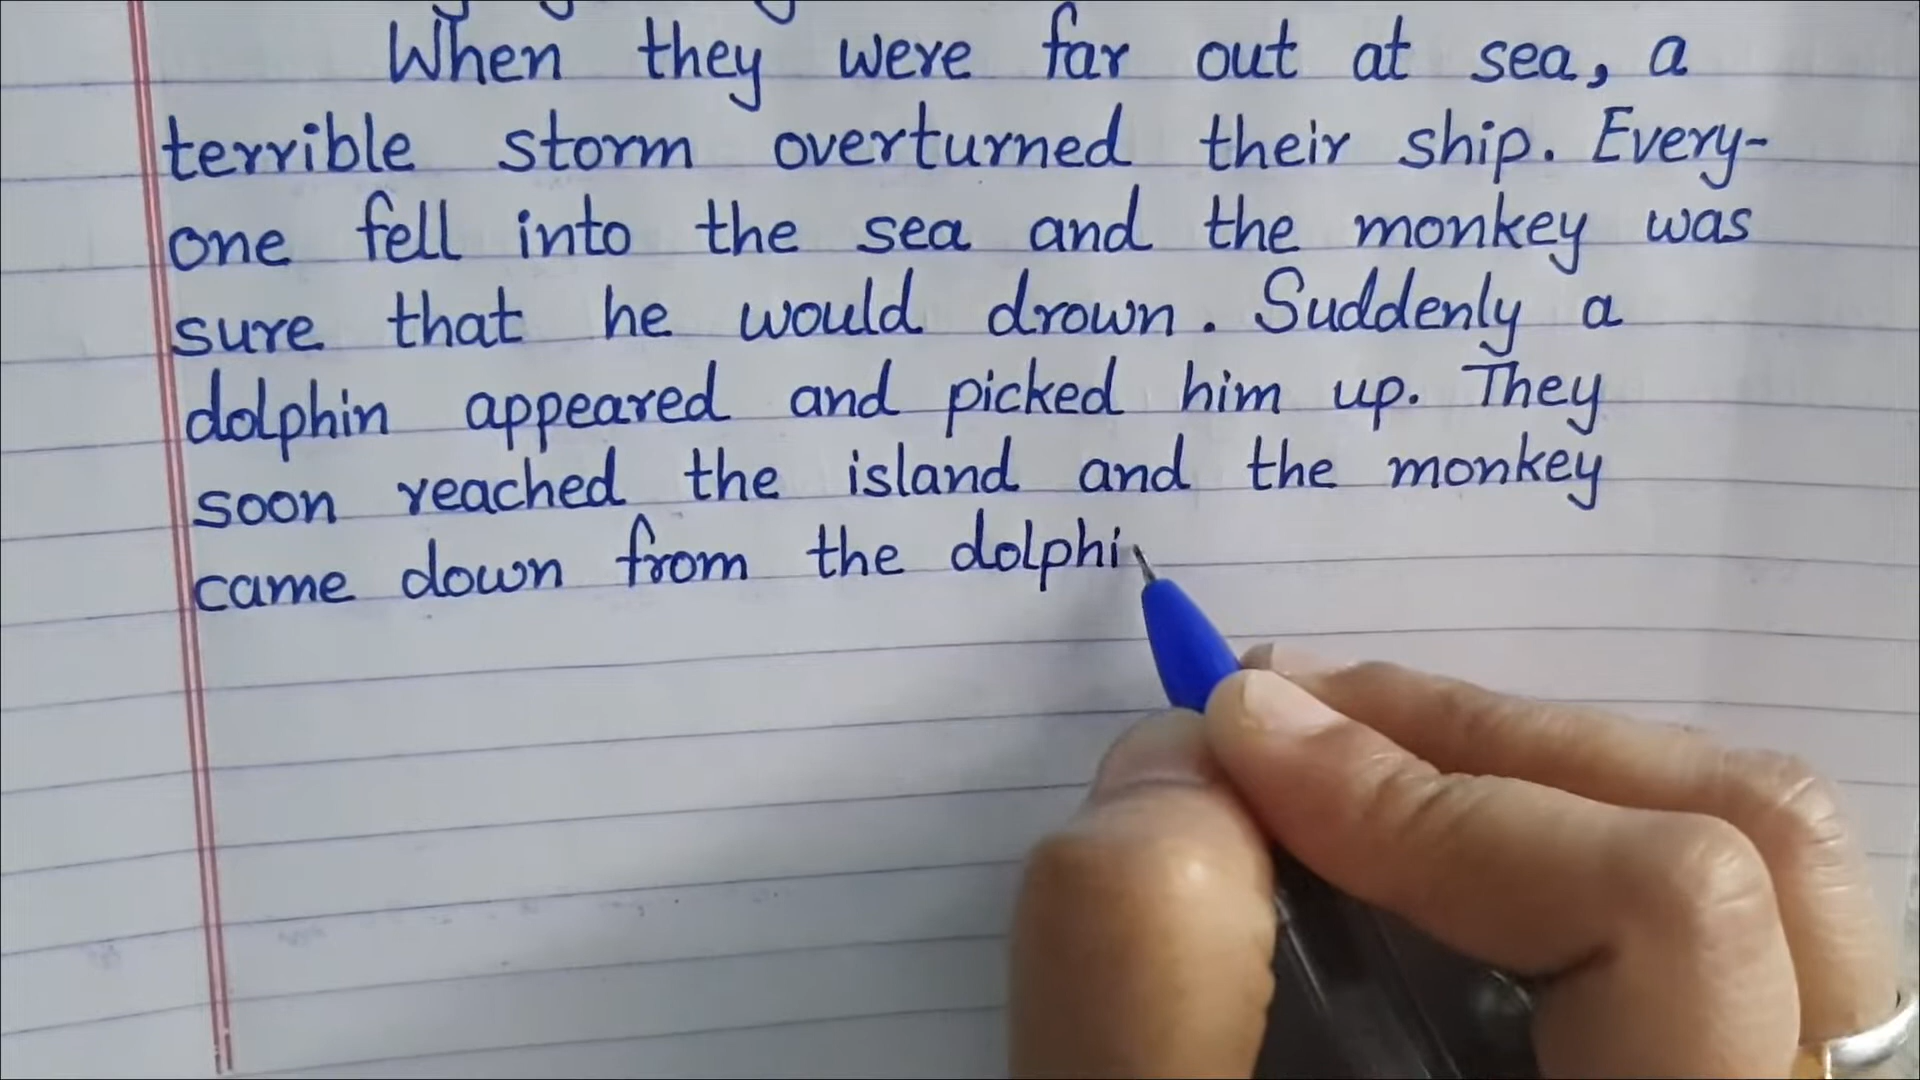 When they were far out at sea, a
terrible storm overturned their ship. Every-
one fell into the sea and the monkey was
sure that he would drown. Suddenly a
dolphin appeared and picked him up. They
soon reached the island and the monkey
came down from the dolphi